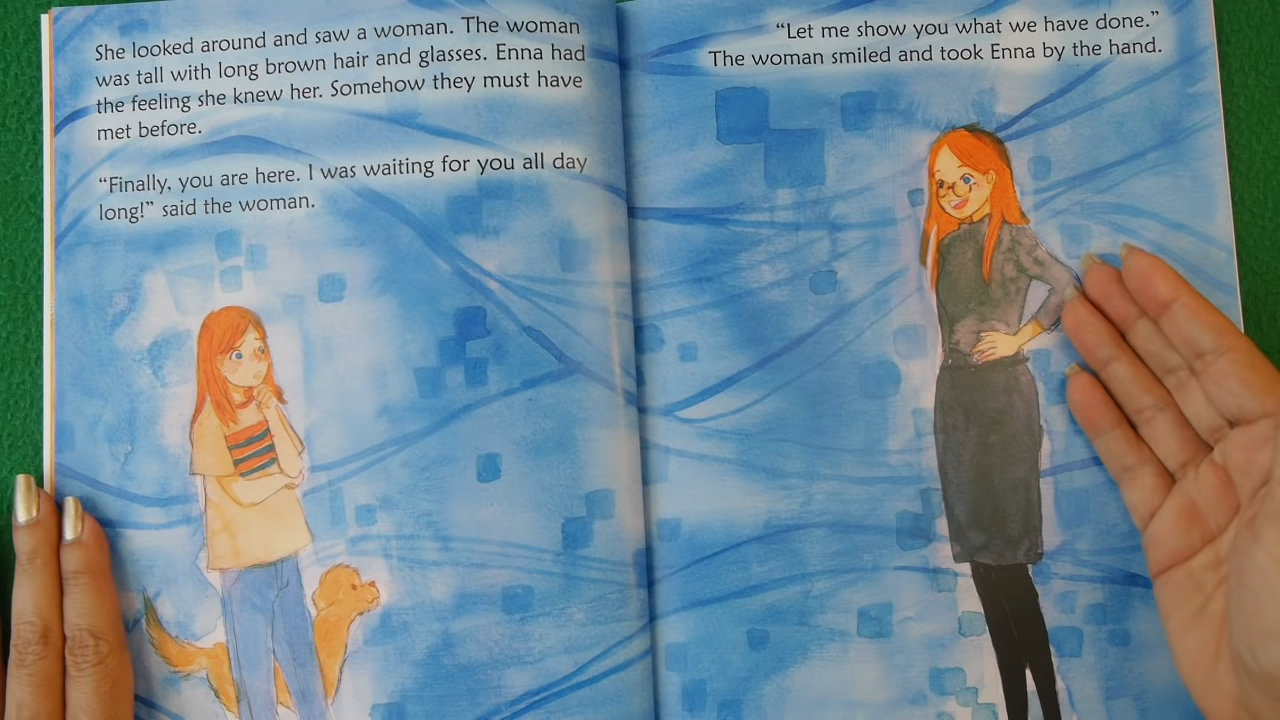 She looked around and saw a woman. The woman
was tall with long brown hair and glasses. Enna had
the feeling she knew her. Somehow they must have
met before.
“Finally, you are here. I was waiting for you all day
long!” said the woman.
“Let me show you what we have done.”
The woman smiled and took Enna by the hand.